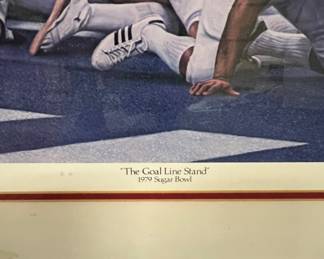 "The Goal Line Stand"
1979 Sugar Bowl